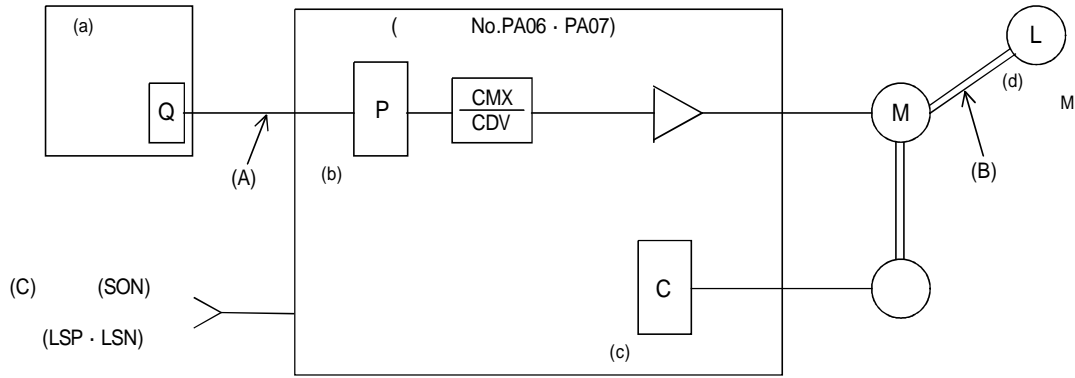 (a)
Q
(A)
( No.PA06・PA07)
P
(b)
CMX
CDV
C
(c)
M
L
(d)
M
(B)
(C) (SON)
(LSP・LSN)